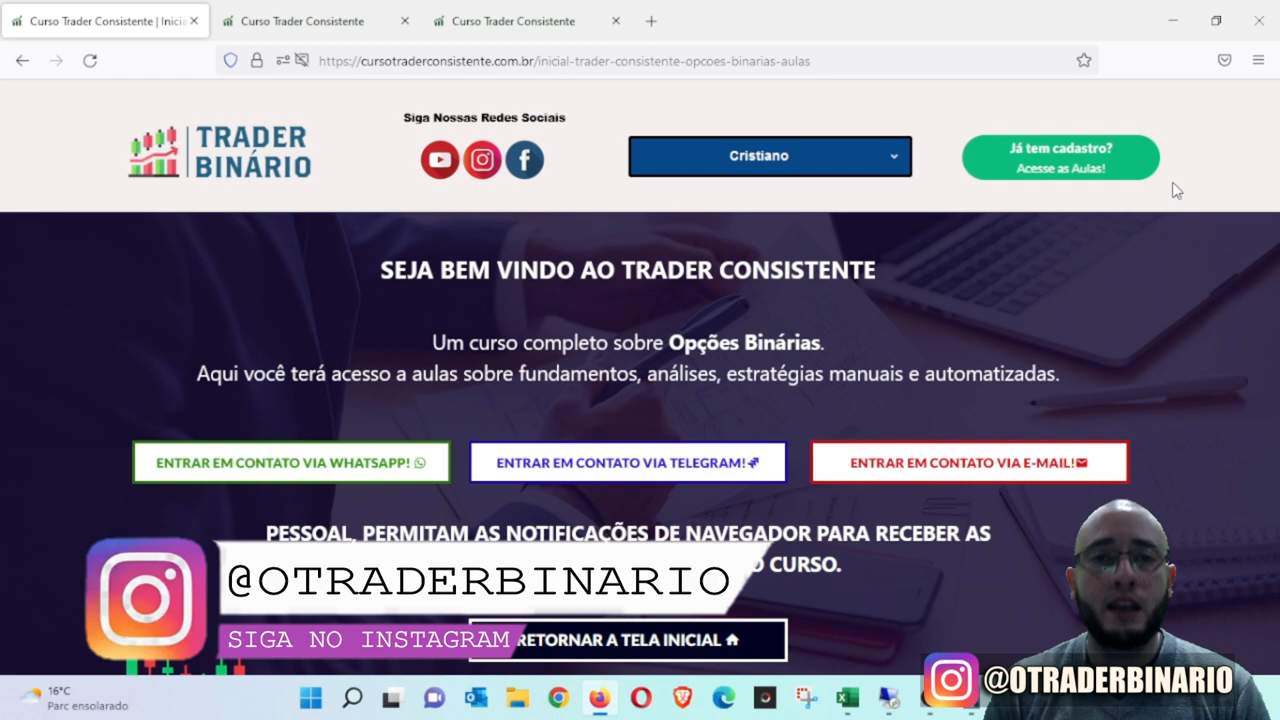 Curso Trader Consistente | Inicia
Curso Trader Consistente
Curso Trader Consistente
https://cursotraderconsistente.com.br/inicial-trader-consistente-opcoes-binarias-aulas
TRADER
BINÁRIO
Siga Nossas Redes Sociais
Cristiano
Já tem cadastro?
Acesse as Aulas!
SEJA BEM VINDO AO TRADER CONSISTENTE
Um curso completo sobre Opções Binárias.
Aqui você terá acesso a aulas sobre fundamentos, análises, estratégias manuais e automatizadas.
ENTRAR EM CONTATO VIA WHATSAPP!
ENTRAR EM CONTATO VIA TELEGRAM!
ENTRAR EM CONTATO VIA E-MAIL!
PESSOAL, PERMITAM AS NOTIFICAÇÕES DE NAVEGADOR PARA RECEBER AS
O CURSO.
@OTRADERBINARIO
SIGA NO INSTAGRAM
RETORNAR A TELA INICIAL
@OTRADERBINARIO
16°C
Parc ensolarado